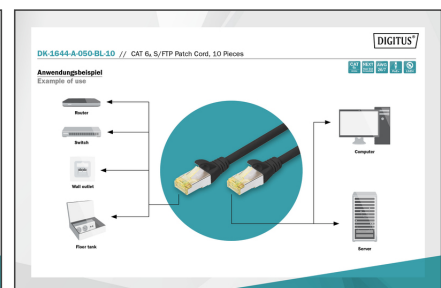 DIGITUS®
DK-1644-A-050-BL-10 // CAT 6A S/FTP Patch Cord, 10 Pieces
Anwendungsbeispiel
Example of use
Router
Switch
Wall outlet
Floor tank
Computer
Server